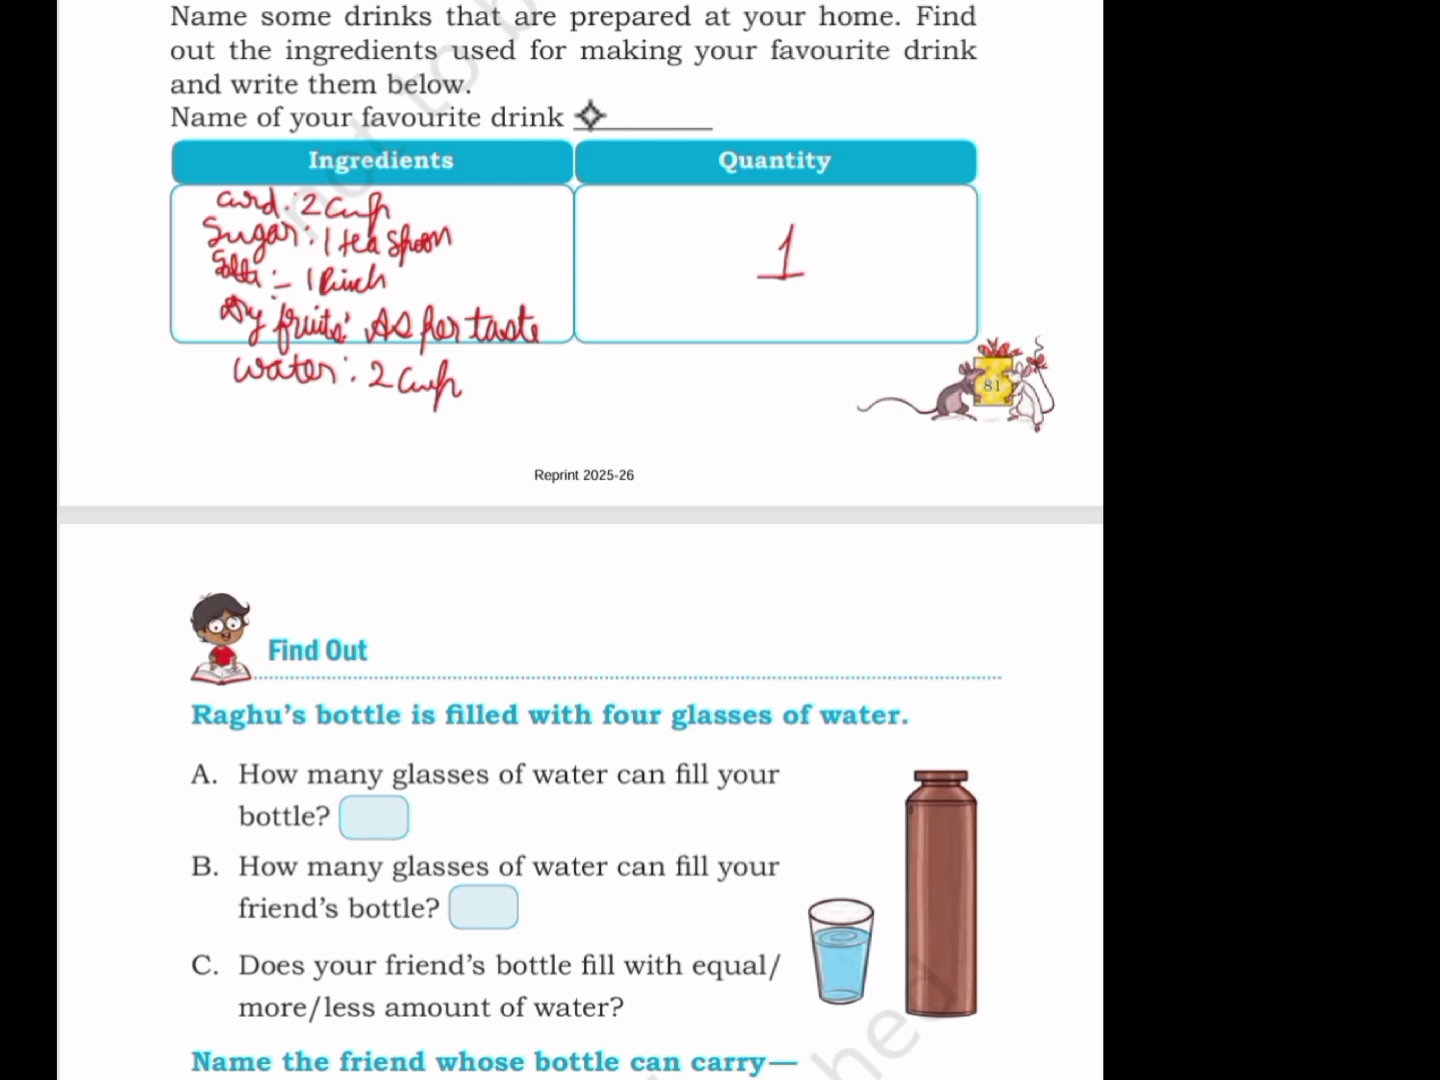 Name some drinks that are prepared at your home. Find
out the ingredients used for making your favourite drink
and write them below.
Name of your favourite drink
Ingredients Quantity
curd : 2 cup
Sugar : 1 tea spoon
1
: - 1 Pinch
Dry fruits: As per taste
water : 2 cup
81
Reprint 2025-26
Find Out
Raghu's bottle is filled with four glasses of water.
A. How many glasses of water can fill your
bottle?
B. How many glasses of water can fill your
friend's bottle?
C. Does your friend's bottle fill with equal/
more/less amount of water?
Name the friend whose bottle can carry—